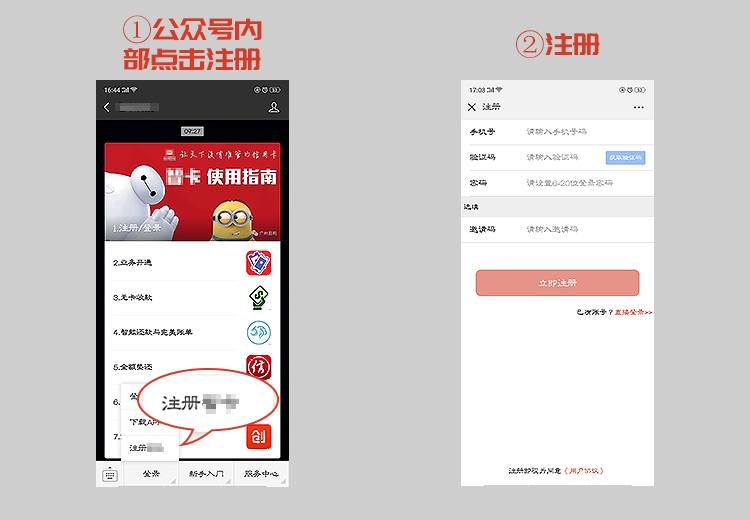 ①公众号内
部点击注册
16:44
09:27
让天下没有难管的信用卡
卡 使用指南
1.注册/登录
2.业务开通
3.无卡收款
4.智能还款与完美账单
5.全额垫还
信
6.
下载A
7.
创
注册
注册
登录
新手入门
服务中心
②注册
17:08
注册
手机号 请输入手机号码
验证码 请输入验证码 获取验证码
密码 请设置6-20位登录密码
选填
邀请码 请输入邀请码
立即注册
已有账号？直接登录>>
注册即视为同意《用户协议》